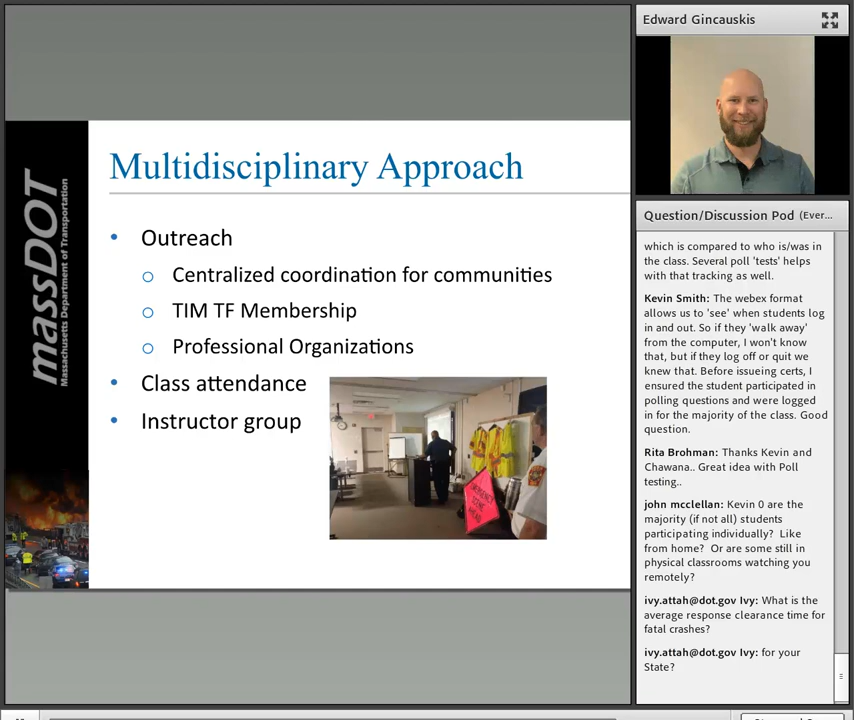 massDOT
Massachusetts Department of Transportation
Multidisciplinary Approach
• Outreach
o Centralized coordination for communities
o TIM TF Membership
o Professional Organizations
• Class attendance
• Instructor group
EMERGENCY
SCENE
AHEAD
Edward Gincauskis
Question/Discussion Pod (Ever...
which is compared to who is/was in
the class. Several poll 'tests' helps
with that tracking as well.
Kevin Smith: The webex format
allows us to 'see' when students log
in and out. So if they 'walk away'
from the computer, I won't know
that, but if they log off or quit we
knew that. Before issueing certs, I
ensured the student participated in
polling questions and were logged
in for the majority of the class. Good
question.
Rita Brohman: Thanks Kevin and
Chawana.. Great idea with Poll
testing..
john mcclellan: Kevin 0 are the
majority (if not all) students
participating individually? Like
from home? Or are some still in
physical classrooms watching you
remotely?
ivy.attah@dot.gov Ivy: What is the
average response clearance time for
fatal crashes?
ivy.attah@dot.gov Ivy: for your
State?